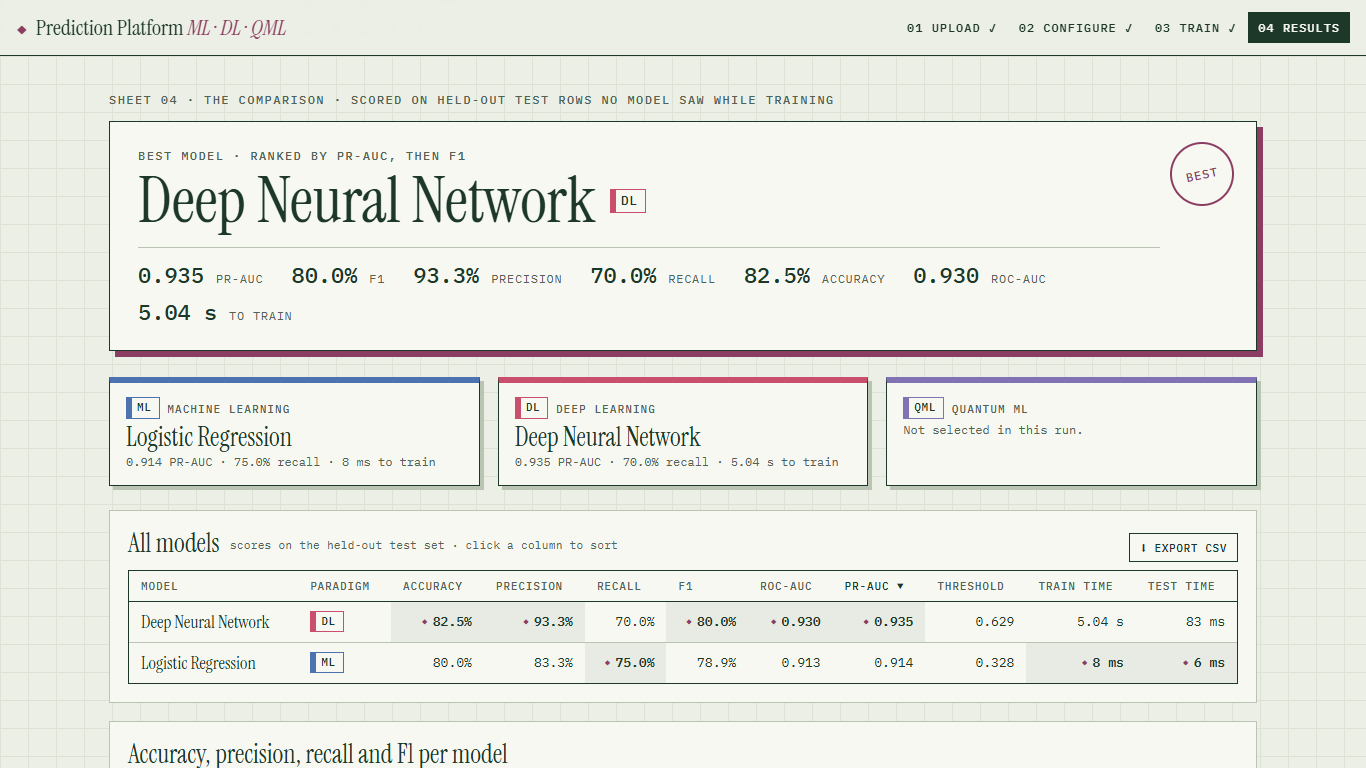 ◆ Prediction Platform ML · DL · QML
01 UPLOAD ✓ 02 CONFIGURE ✓ 03 TRAIN ✓ 04 RESULTS
SHEET 04 · THE COMPARISON · SCORED ON HELD-OUT TEST ROWS NO MODEL SAW WHILE TRAINING
BEST MODEL · RANKED BY PR-AUC, THEN F1
BEST
Deep Neural Network DL
0.935 PR-AUC 80.0% F1 93.3% PRECISION 70.0% RECALL 82.5% ACCURACY 0.930 ROC-AUC
5.04 s TO TRAIN
ML MACHINE LEARNING
Logistic Regression
0.914 PR-AUC · 75.0% recall · 8 ms to train
DL DEEP LEARNING
Deep Neural Network
0.935 PR-AUC · 70.0% recall · 5.04 s to train
QML QUANTUM ML
Not selected in this run.
All models scores on the held-out test set · click a column to sort
⬇ EXPORT CSV
MODEL PARADIGM ACCURACY PRECISION RECALL F1 ROC-AUC PR-AUC ▼ THRESHOLD TRAIN TIME TEST TIME
Deep Neural Network DL ◆ 82.5% ◆ 93.3% 70.0% ◆ 80.0% ◆ 0.930 ◆ 0.935 0.629 5.04 s 83 ms
Logistic Regression ML 80.0% 83.3% ◆ 75.0% 78.9% 0.913 0.914 0.328 ◆ 8 ms ◆ 6 ms
Accuracy, precision, recall and F1 per model